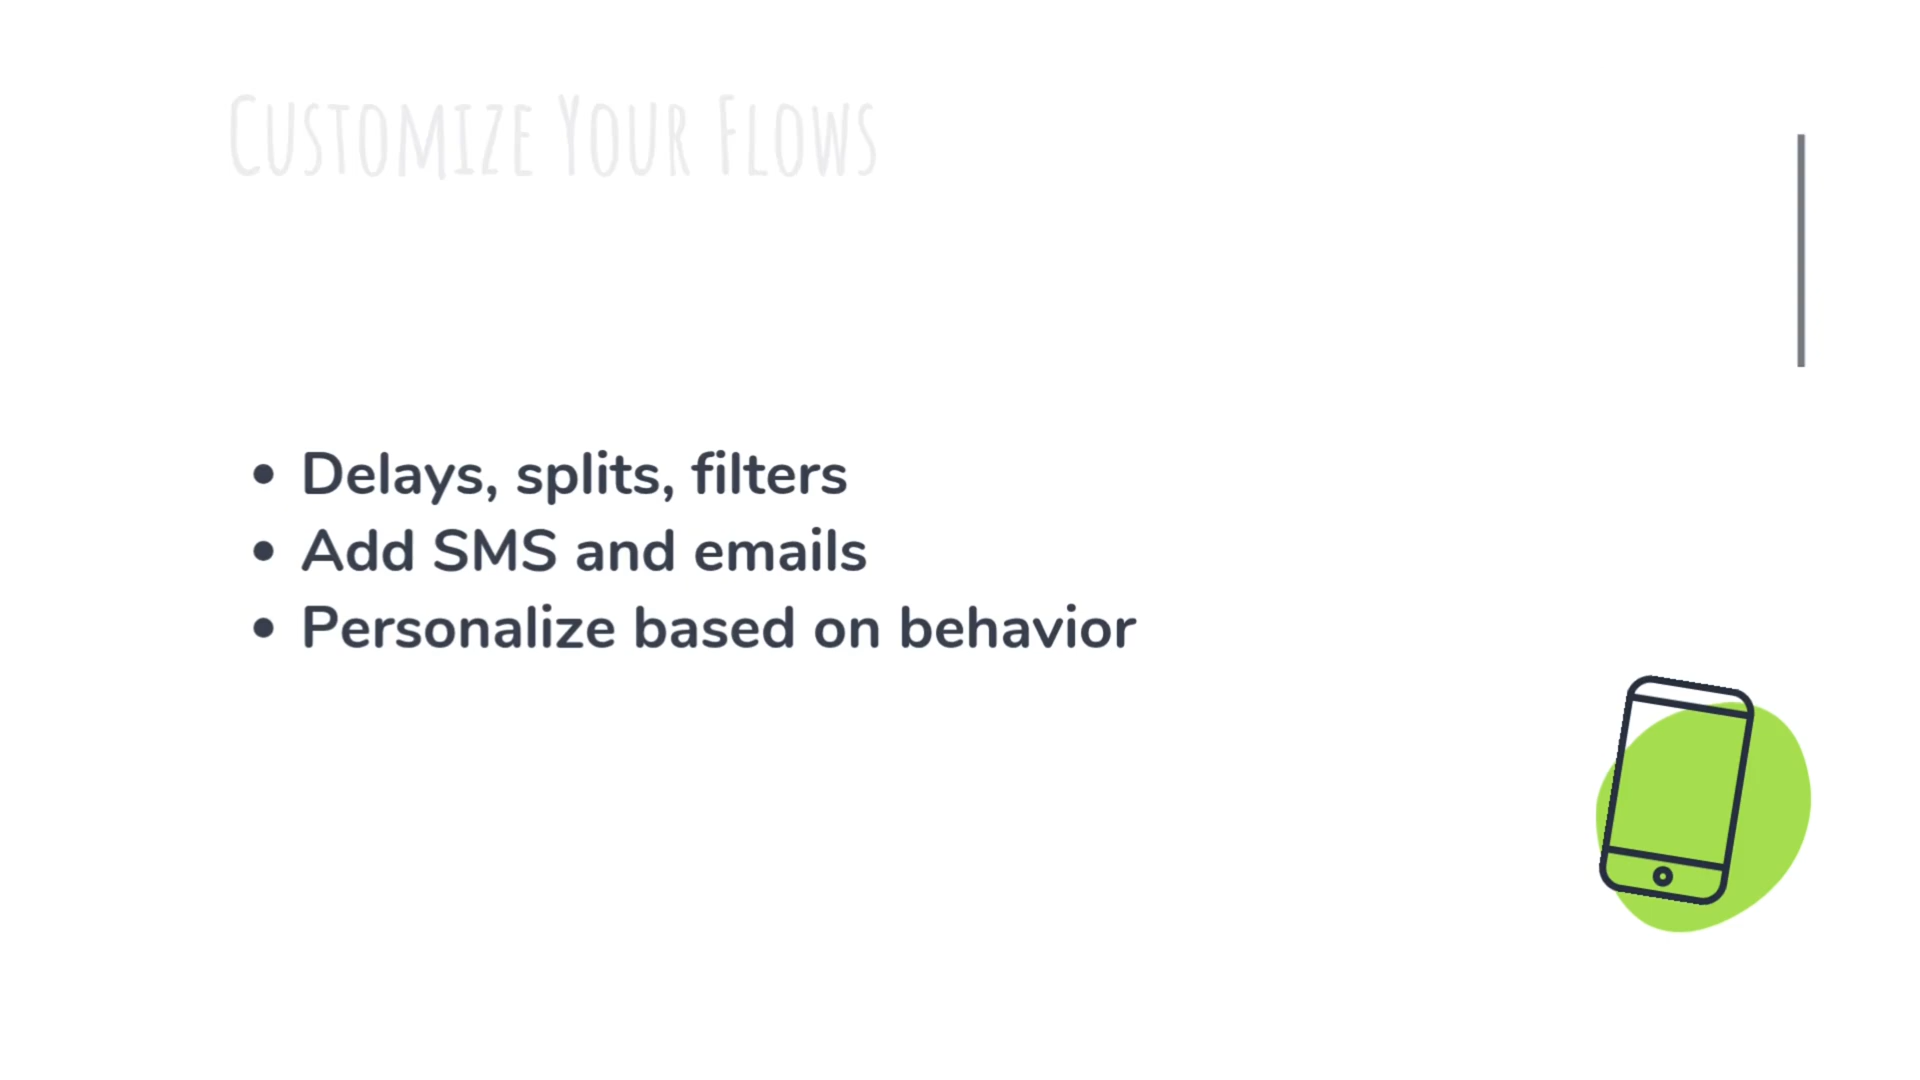 Customize Your Flows
• Delays, splits, filters
• Add SMS and emails
• Personalize based on behavior